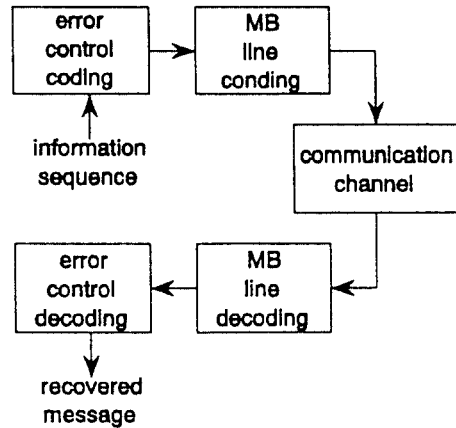 error
control
coding
MB
line
conding
information
sequence
communication
channel
error
control
decoding
MB
line
decoding
recovered
message